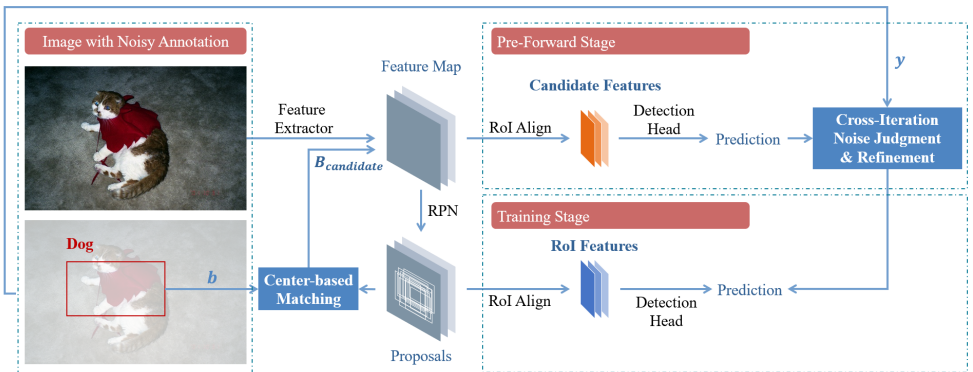 Image with Noisy Annotation
Dog
b
Feature
Extractor
B_candidate
Center-based
Matching
Feature Map
RPN
Proposals
Pre-Forward Stage
Candidate Features
RoI Align
Detection
Head
Prediction
y
Cross-Iteration
Noise Judgment
& Refinement
Training Stage
RoI Features
RoI Align
Detection
Head
Prediction